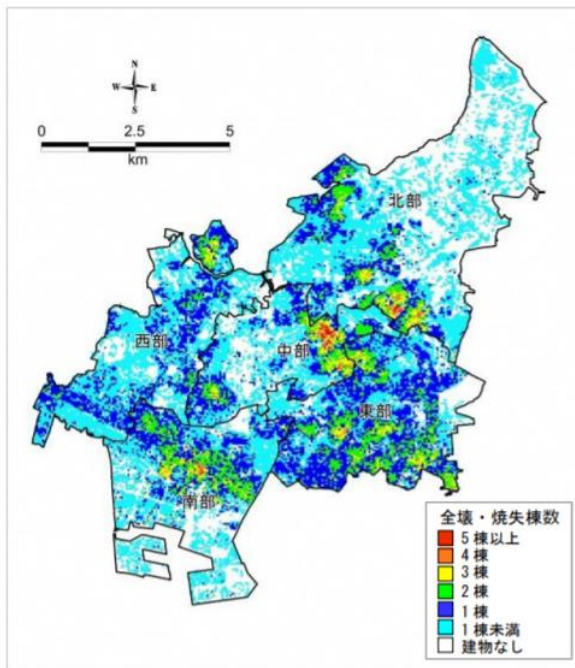 N
W E
S
0 2.5 5
km
北部
西部
中部
東部
南部
全壊・焼失棟数
5棟以上
4棟
3棟
2棟
1棟
1棟未満
建物なし